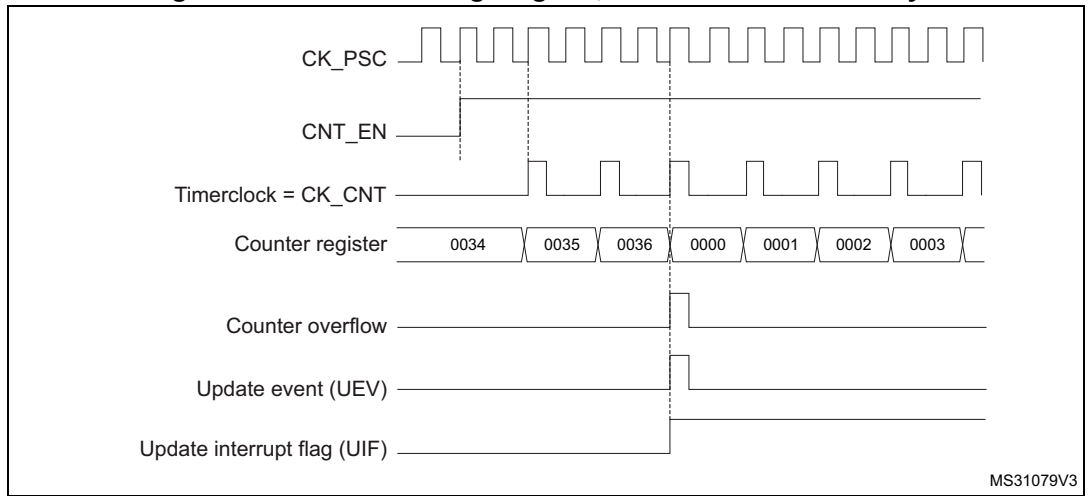 CK_PSC
CNT_EN
Timerclock = CK_CNT
Counter register 0034 0035 0036 0000 0001 0002 0003
Counter overflow
Update event (UEV)
Update interrupt flag (UIF)
MS31079V3